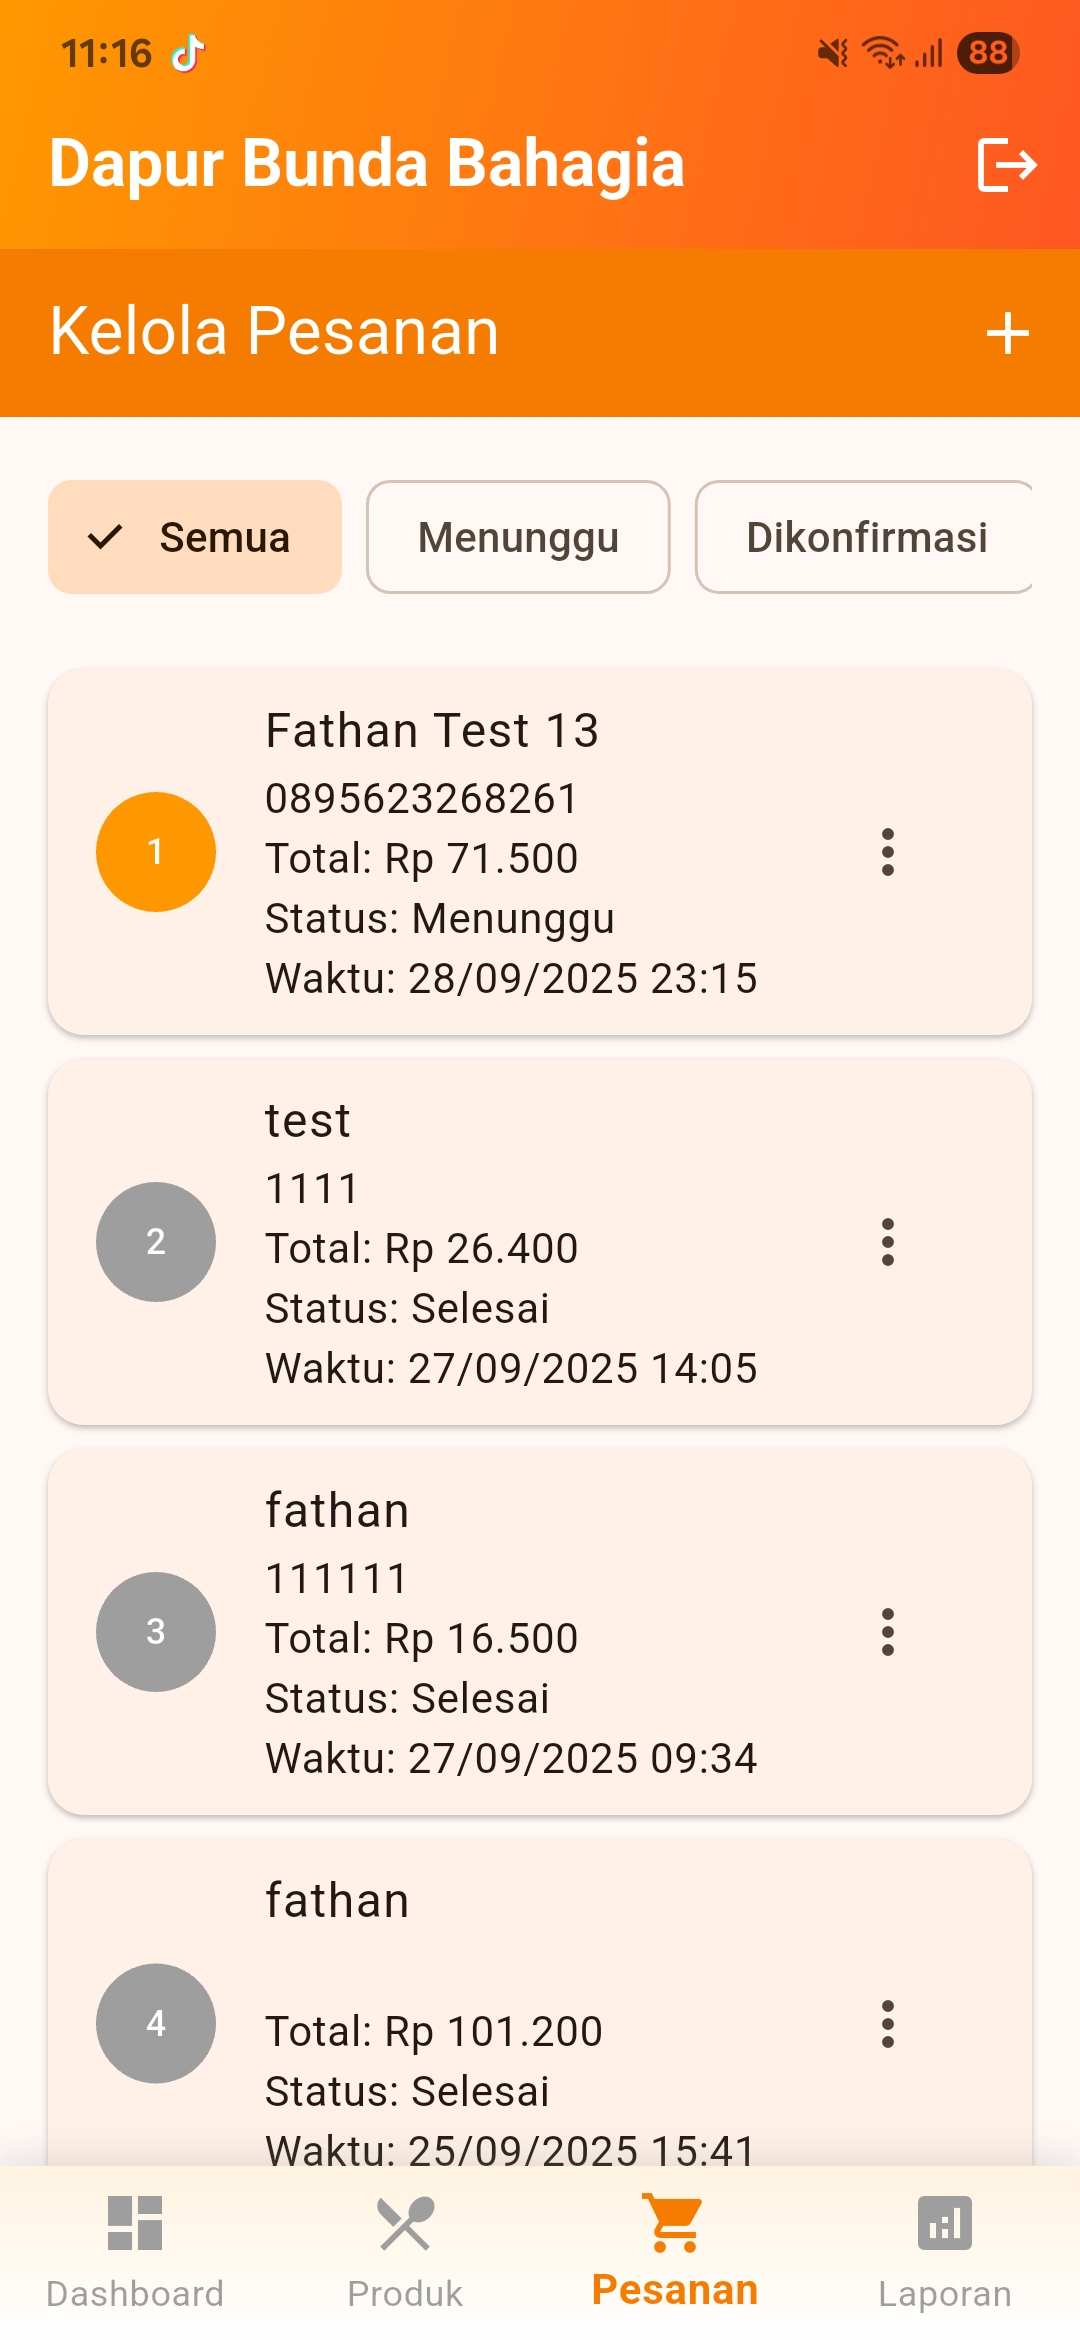 11:16
88
Dapur Bunda Bahagia
Kelola Pesanan
Semua
Menunggu
Dikonfirmasi
Fathan Test 13
0895623268261
1
Total: Rp 71.500
Status: Menunggu
Waktu: 28/09/2025 23:15
test
1111
2
Total: Rp 26.400
Status: Selesai
Waktu: 27/09/2025 14:05
fathan
111111
3
Total: Rp 16.500
Status: Selesai
Waktu: 27/09/2025 09:34
fathan
4
Total: Rp 101.200
Status: Selesai
Waktu: 25/09/2025 15:41
Dashboard
Produk
Pesanan
Laporan